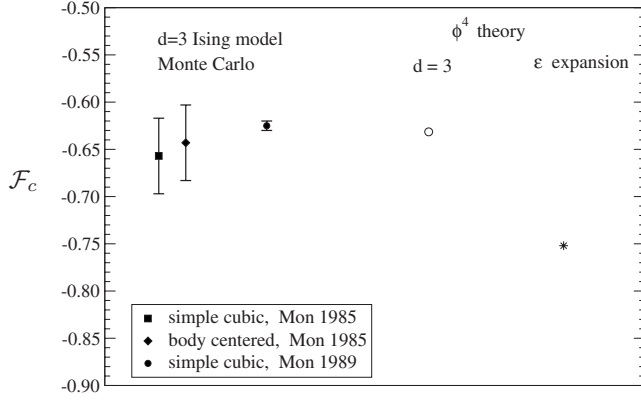 -0.50
-0.55
-0.60
-0.65
-0.70
-0.75
-0.80
-0.85
-0.90
ℱc
d=3 Ising model
Monte Carlo
ϕ⁴ theory
d = 3
ε expansion
simple cubic, Mon 1985
body centered, Mon 1985
simple cubic, Mon 1989